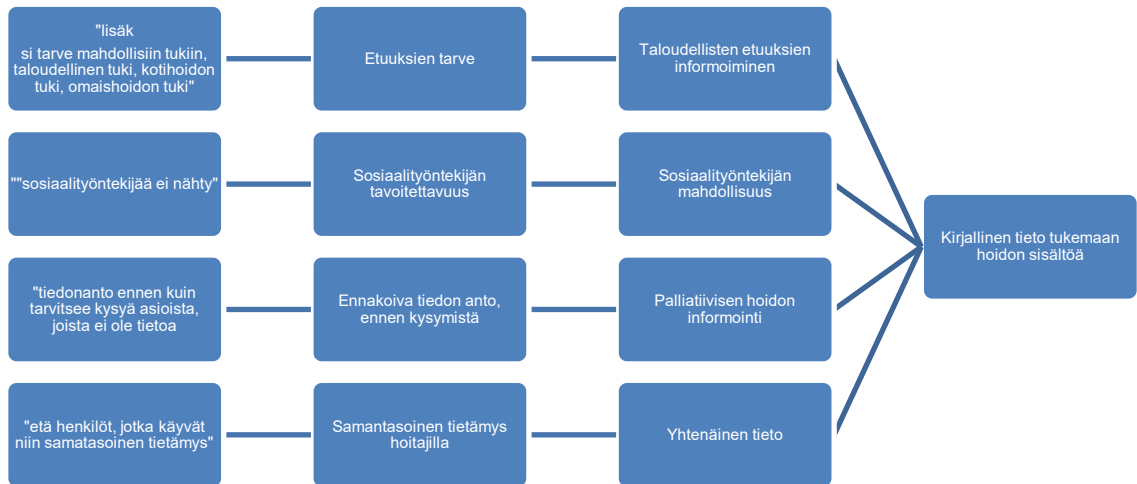 "lisäk
si tarve mahdollisiin tukiin,
taloudellinen tuki, kotihoidon
tuki, omaishoidon tuki"
Etuuksien tarve
Taloudellisten etuuksien
informoiminen
""sosiaalityöntekijää ei nähty"
Sosiaalityöntekijän
tavoitettavuus
Sosiaalityöntekijän
mahdollisuus
"tiedonanto ennen kuin
tarvitsee kysyä asioista,
joista ei ole tietoa
Ennakoiva tiedon anto,
ennen kysymistä
Palliatiivisen hoidon
informointi
"etä henkilöt, jotka käyvät
niin samatasoinen tietämys"
Samantasoinen tietämys
hoitajilla
Yhtenäinen tieto
Kirjallinen tieto tukemaan
hoidon sisältöä